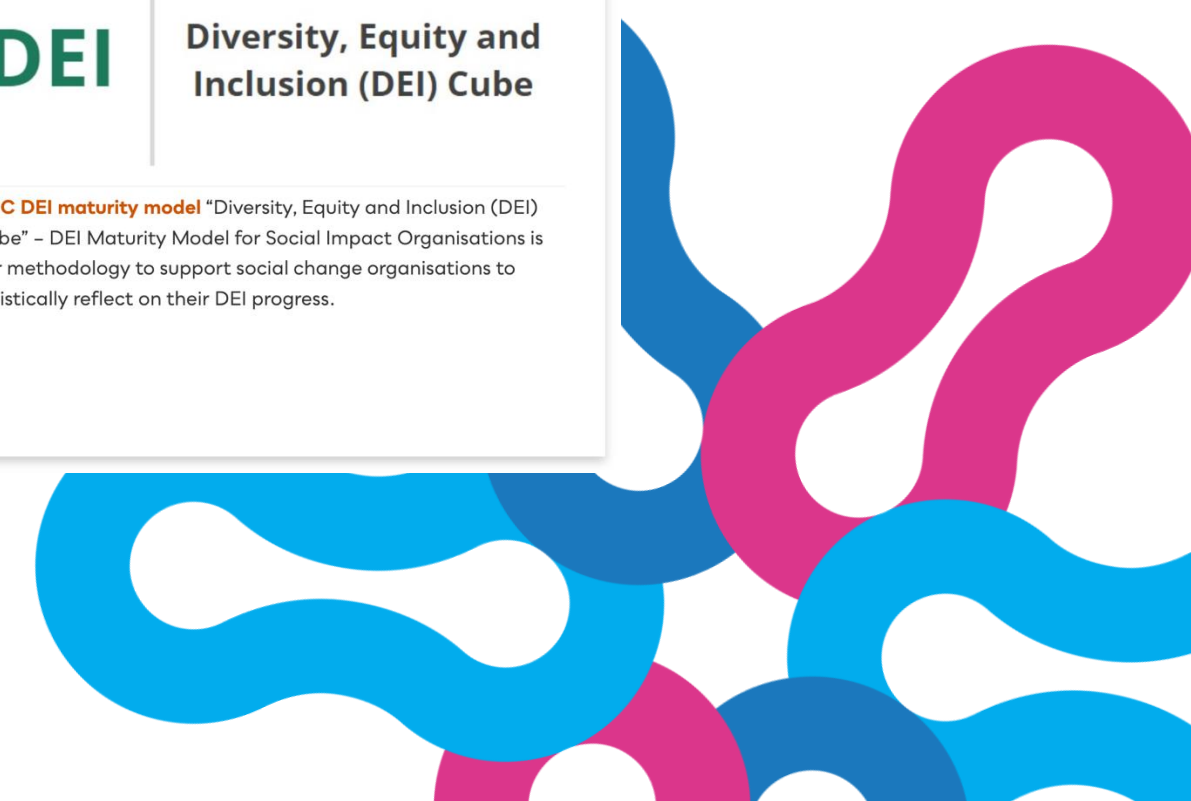 DEI
Diversity, Equity and
Inclusion (DEI) Cube
C DEI maturity model “Diversity, Equity and Inclusion (DEI)
be” – DEI Maturity Model for Social Impact Organisations is
r methodology to support social change organisations to
istically reflect on their DEI progress.